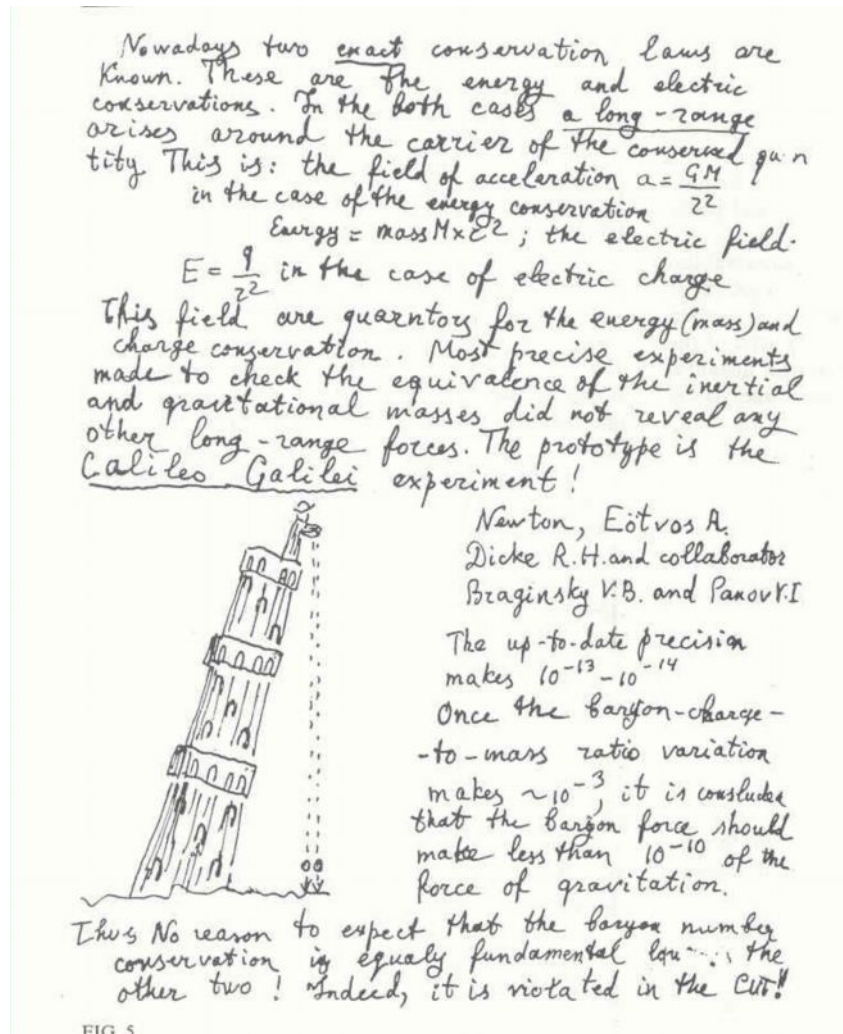 Nowadays two exact conservation laws are
Known. These are the energy and electric
conservations. In the both cases a long-range
arises around the carrier of the conserved quan
tity. This is: the field of acceleration a = GM/r²
in the case of the energy conservation
Energy = mass M×c²; the electric field.
E = q/r² in the case of electric charge
This field are quarntors for the energy (mass) and
charge conservation. Most precise experiments
made to check the equivalence of the inertial
and gravitational masses did not reveal any
other long-range forces. The prototype is the
Galileo Galilei experiment!
Newton, Eötvos A.
Dicke R.H. and collaborator
Braginsky V.B. and Panov V.I
The up-to-date precision
makes 10⁻¹³ – 10⁻¹⁴
Once the baryon-charge-
-to-mass ratio variation
makes ~10⁻³, it is concluded
that the baryon force should
make less than 10⁻¹⁰ of the
force of gravitation.
Thus No reason to expect that the baryon number
conservation is equaly fundamental the
other two! Indeed, it is violated in the GUT!!
FIG. 5